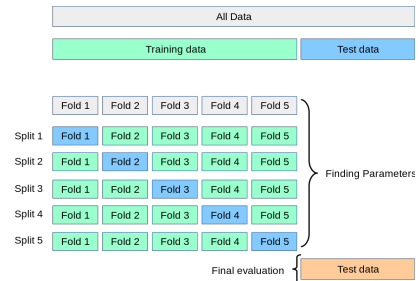 All Data
Training data Test data
Fold 1 Fold 2 Fold 3 Fold 4 Fold 5
Split 1 Fold 1 Fold 2 Fold 3 Fold 4 Fold 5
Split 2 Fold 1 Fold 2 Fold 3 Fold 4 Fold 5
Finding Parameters
Split 3 Fold 1 Fold 2 Fold 3 Fold 4 Fold 5
Split 4 Fold 1 Fold 2 Fold 3 Fold 4 Fold 5
Split 5 Fold 1 Fold 2 Fold 3 Fold 4 Fold 5
Final evaluation Test data